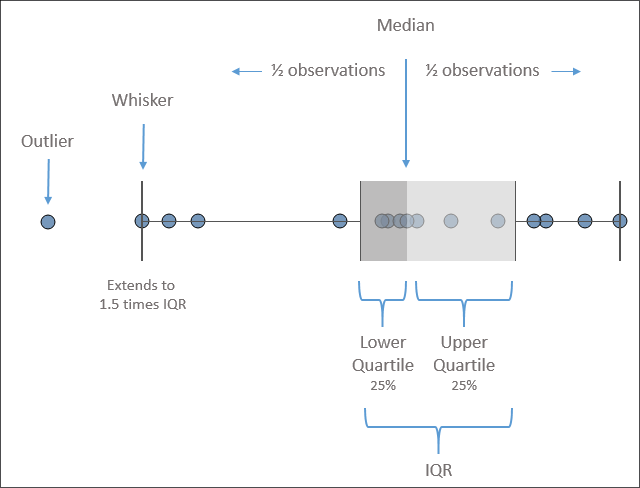 Median
½ observations
½ observations
Whisker
Outlier
Extends to
1.5 times IQR
Lower
Quartile
25%
Upper
Quartile
25%
IQR